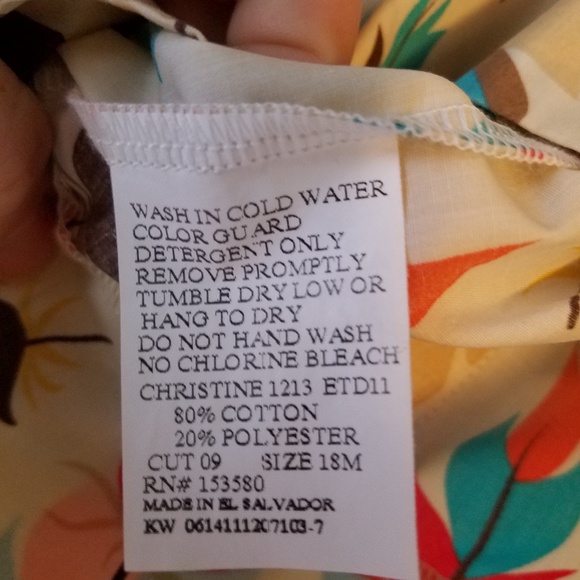 WASH IN COLD WATER
COLOR GUARD
DETERGENT ONLY
REMOVE PROMPTLY
TUMBLE DRY LOW OR
HANG TO DRY
DO NOT HAND WASH
NO CHLORINE BLEACH
CHRISTINE 1213 ETD11
80% COTTON
20% POLYESTER
CUT 09 SIZE 18M
RN# 153580
MADE IN EL SALVADOR
KW 0614111207103-7